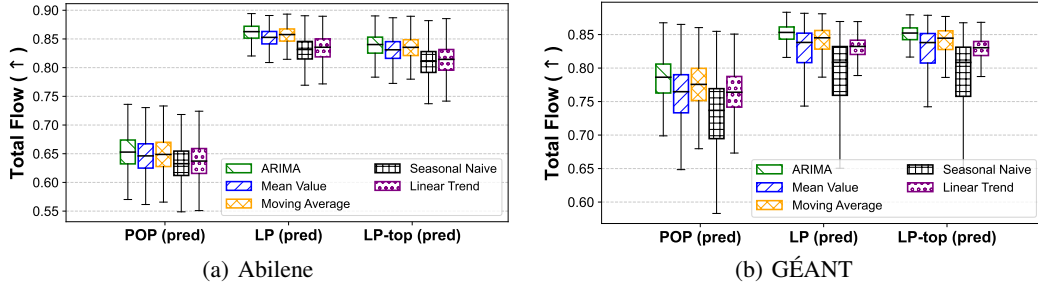 Total Flow (↑)
0.90
0.85
0.80
0.75
0.70
0.65
0.60
0.55
ARIMA
Mean Value
Moving Average
Seasonal Naive
Linear Trend
POP (pred)
LP (pred)
LP-top (pred)
(a) Abilene
Total Flow (↑)
0.85
0.80
0.75
0.70
0.65
0.60
ARIMA
Mean Value
Moving Average
Seasonal Naive
Linear Trend
POP (pred)
LP (pred)
LP-top (pred)
(b) GÉANT